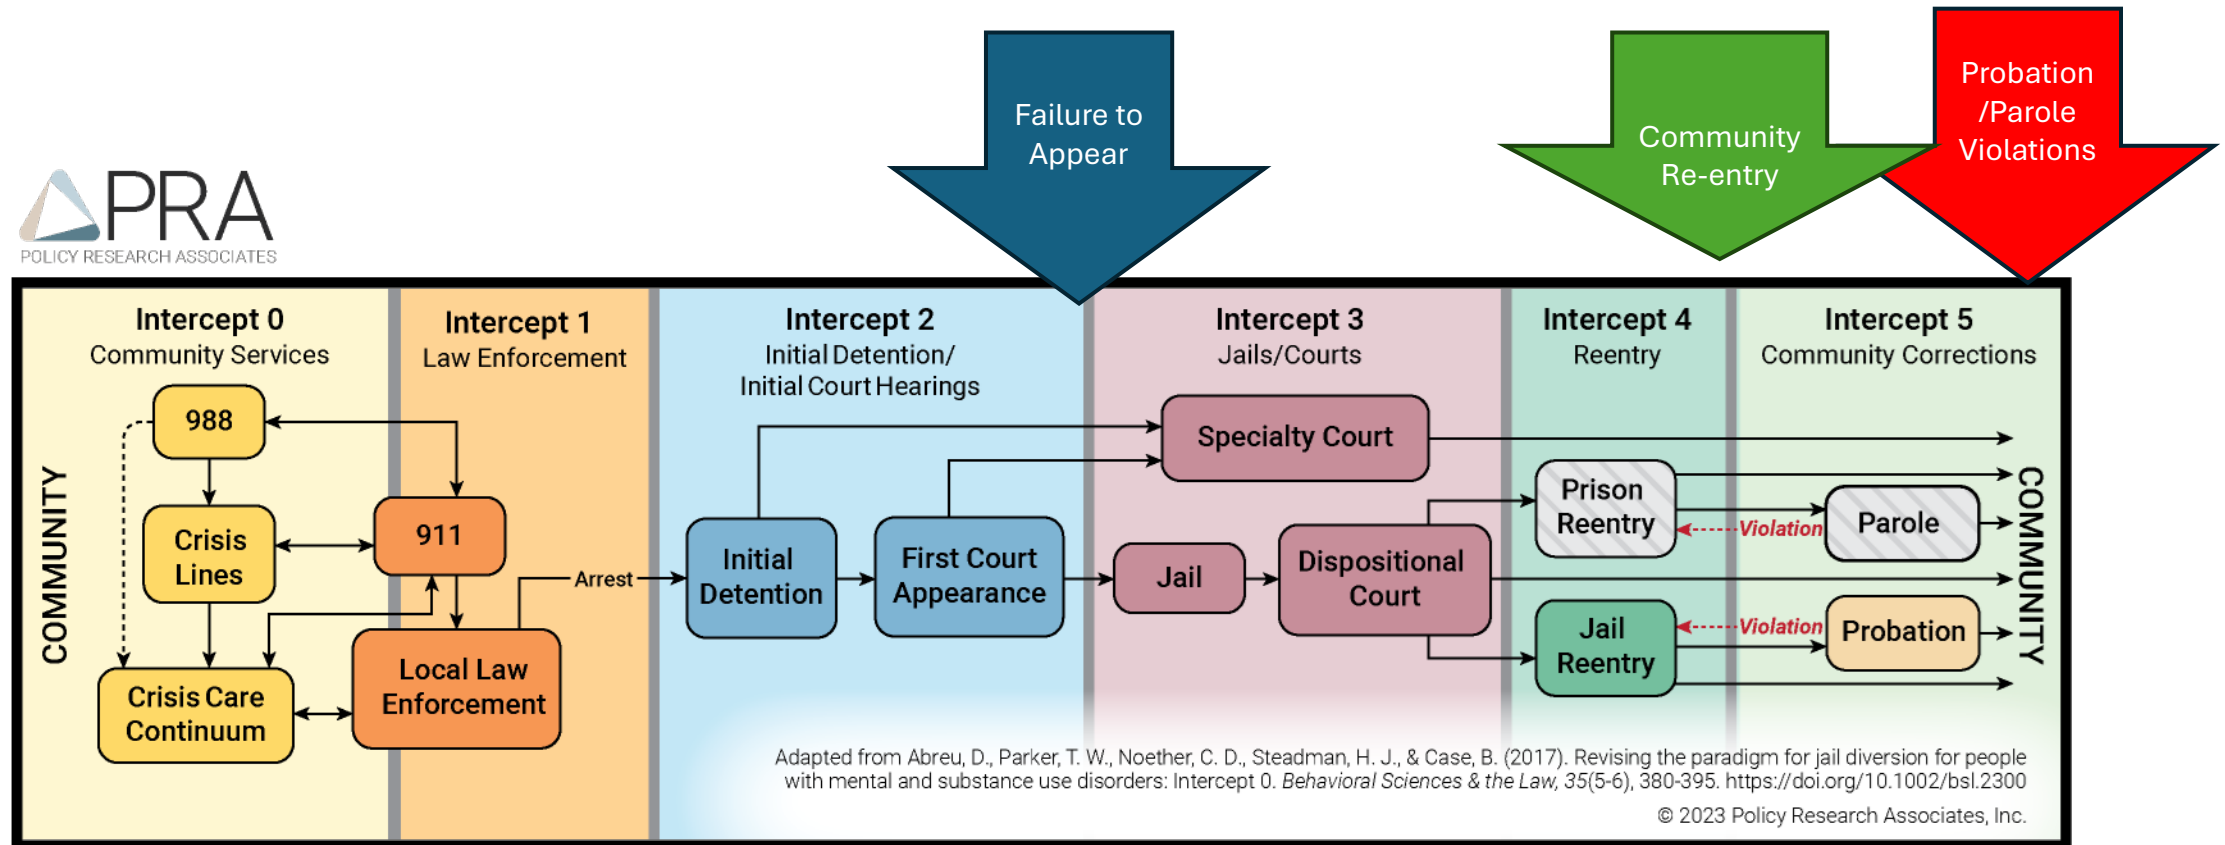 Failure to
Appear
Community
Re-entry
Probation
/Parole
Violations
PRA
POLICY RESEARCH ASSOCIATES
Intercept 0
Community Services
Intercept 1
Law Enforcement
Intercept 2
Initial Detention/
Initial Court Hearings
Intercept 3
Jails/Courts
Intercept 4
Reentry
Intercept 5
Community Corrections
COMMUNITY
988
Crisis
Lines
Crisis Care
Continuum
911
Local Law
Enforcement
Arrest
Initial
Detention
First Court
Appearance
Specialty Court
Jail
Dispositional
Court
Prison
Reentry
Violation
Parole
Jail
Reentry
Violation
Probation
COMMUNITY
Adapted from Abreu, D., Parker, T. W., Noether, C. D., Steadman, H. J., & Case, B. (2017). Revising the paradigm for jail diversion for people
with mental and substance use disorders: Intercept 0. Behavioral Sciences & the Law, 35(5-6), 380-395. https://doi.org/10.1002/bsl.2300
© 2023 Policy Research Associates, Inc.